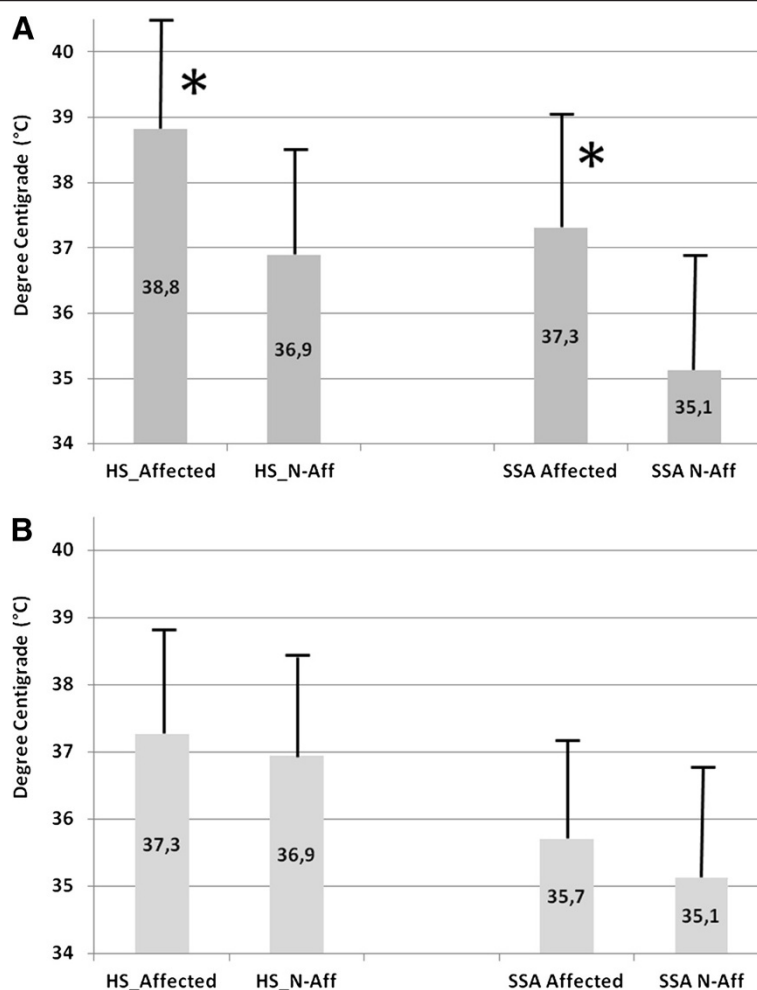 A
Degree Centigrade (°C)
40
39
38
37
36
35
34
*
*
38,8
36,9
37,3
35,1
HS_Affected
HS_N-Aff
SSA Affected
SSA N-Aff
B
Degree Centigrade (°C)
40
39
38
37
36
35
34
37,3
36,9
35,7
35,1
HS_Affected
HS_N-Aff
SSA Affected
SSA N-Aff